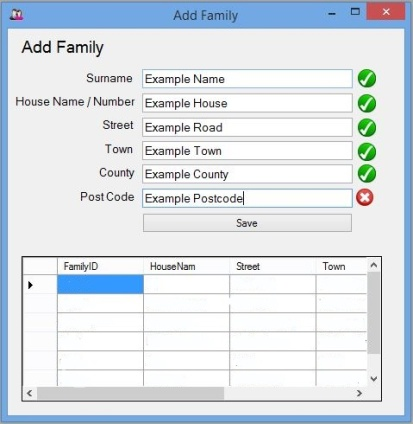 Add Family
Add Family
Surname Example Name
House Name / Number Example House
Street Example Road
Town Example Town
County Example County
Post Code Example Postcode
Save
FamilyID HouseNam Street Town